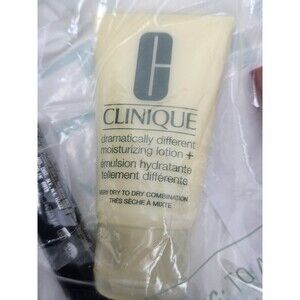 C
CLINIQUE
dramatically different
moisturizing lotion +
émulsion hydratante
tellement différente
VERY DRY TO DRY COMBINATION
TRÈS SÈCHE À MIXTE